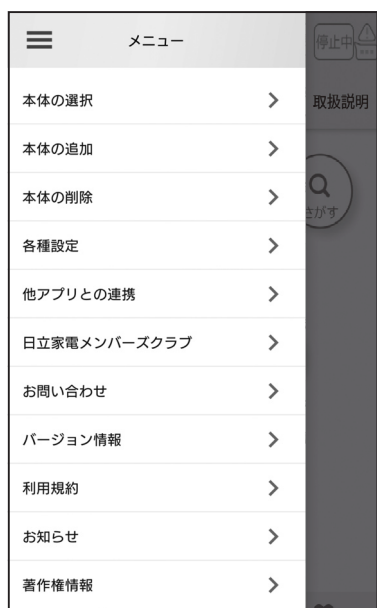 メニュー
停止中
本体の選択
取扱説明
本体の追加
本体の削除
さがす
各種設定
他アプリとの連携
日立家電メンバーズクラブ
お問い合わせ
バージョン情報
利用規約
お知らせ
著作権情報